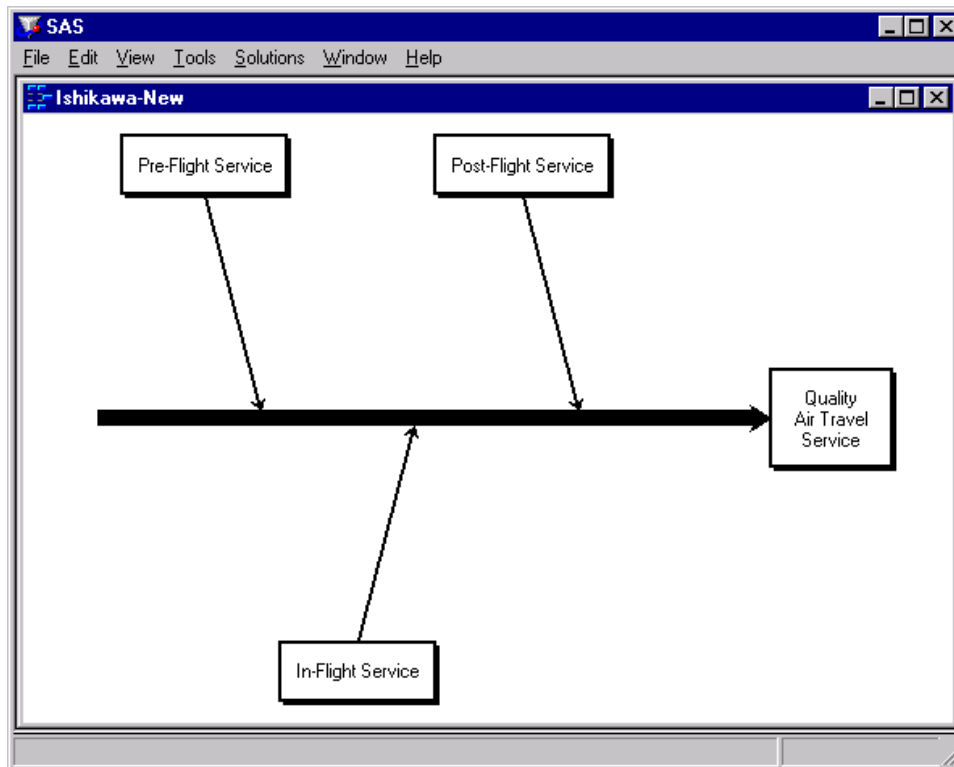 SAS
File Edit View Tools Solutions Window Help
Ishikawa-New
Pre-Flight Service
Post-Flight Service
Quality
Air Travel
Service
In-Flight Service